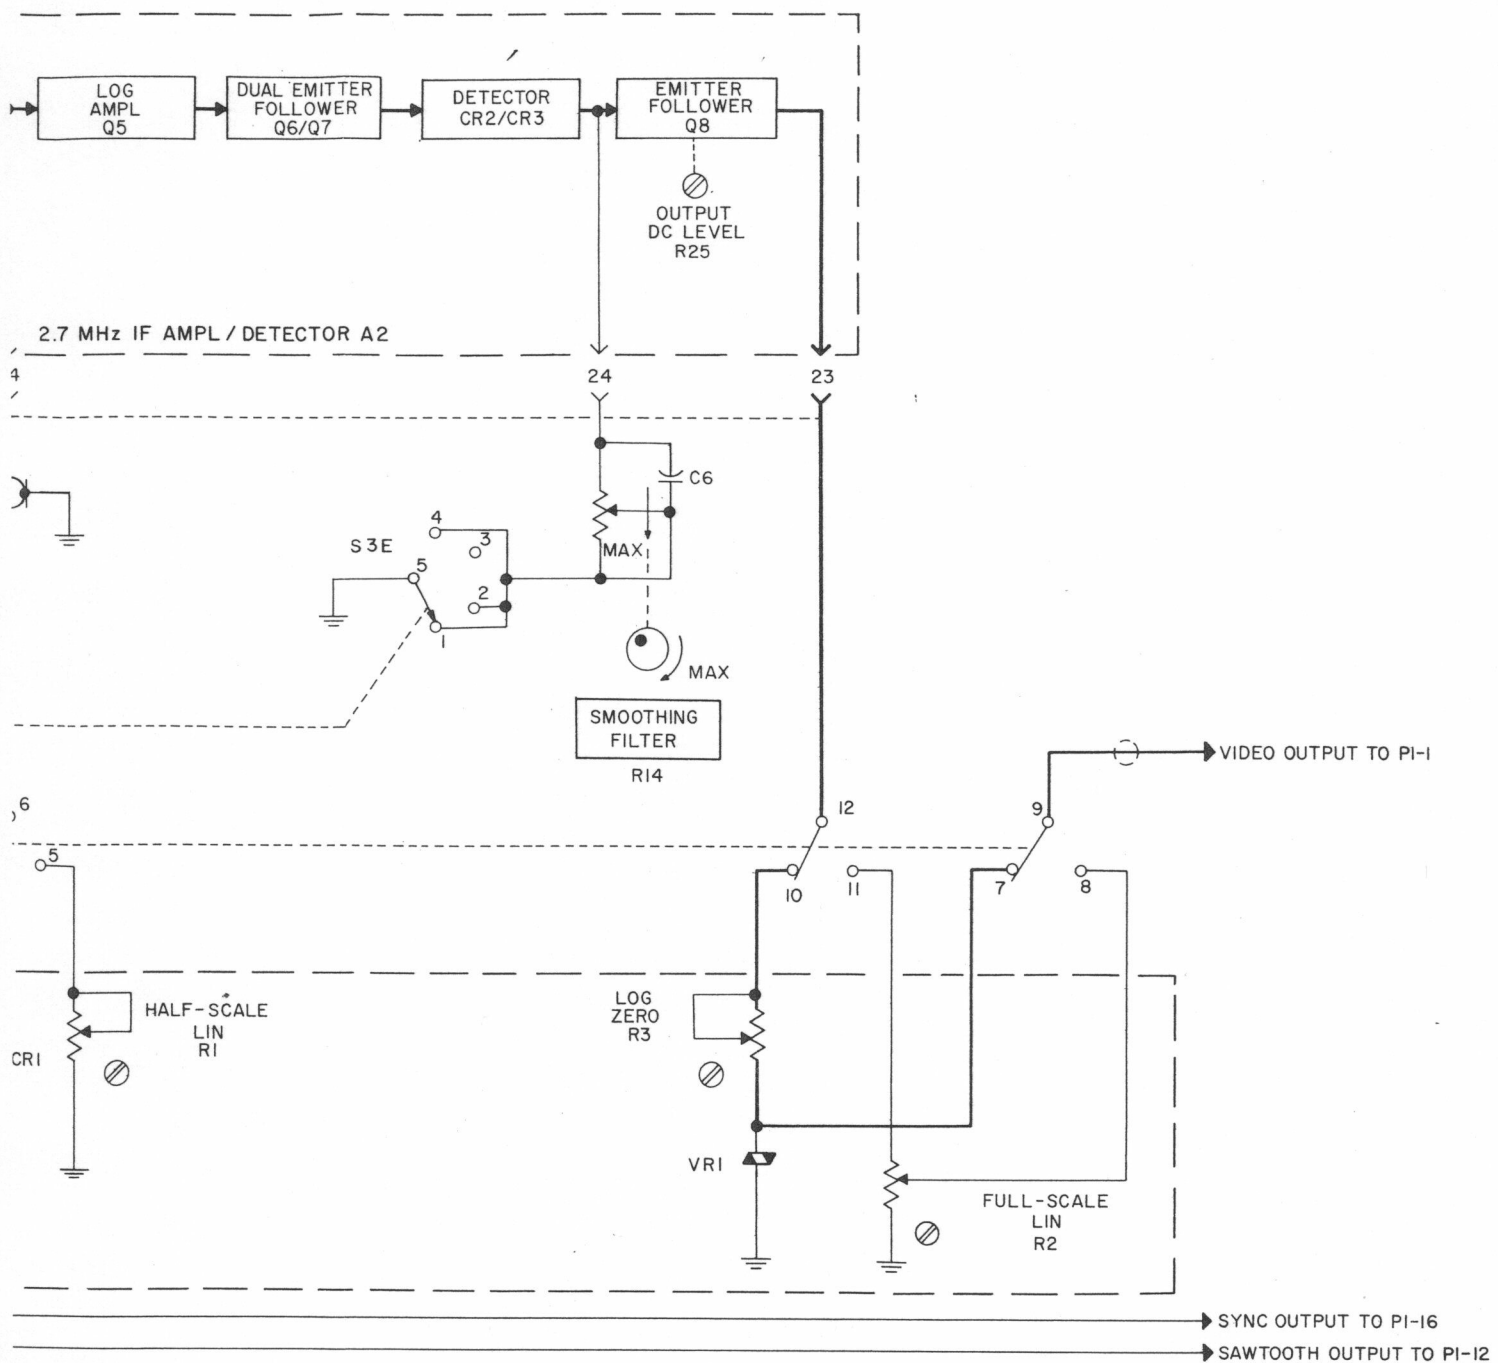 LOG
AMPL
Q5
DUAL EMITTER
FOLLOWER
Q6/Q7
DETECTOR
CR2/CR3
EMITTER
FOLLOWER
Q8
OUTPUT
DC LEVEL
R25
2.7 MHz IF AMPL/DETECTOR A2
4
24
23
C6
MAX
S3E
4
3
5
2
1
MAX
SMOOTHING
FILTER
R14
VIDEO OUTPUT TO P1-1
6
12
9
5
10
11
7
8
HALF-SCALE
LIN
R1
CR1
LOG
ZERO
R3
VR1
FULL-SCALE
LIN
R2
SYNC OUTPUT TO P1-16
SAWTOOTH OUTPUT TO P1-12